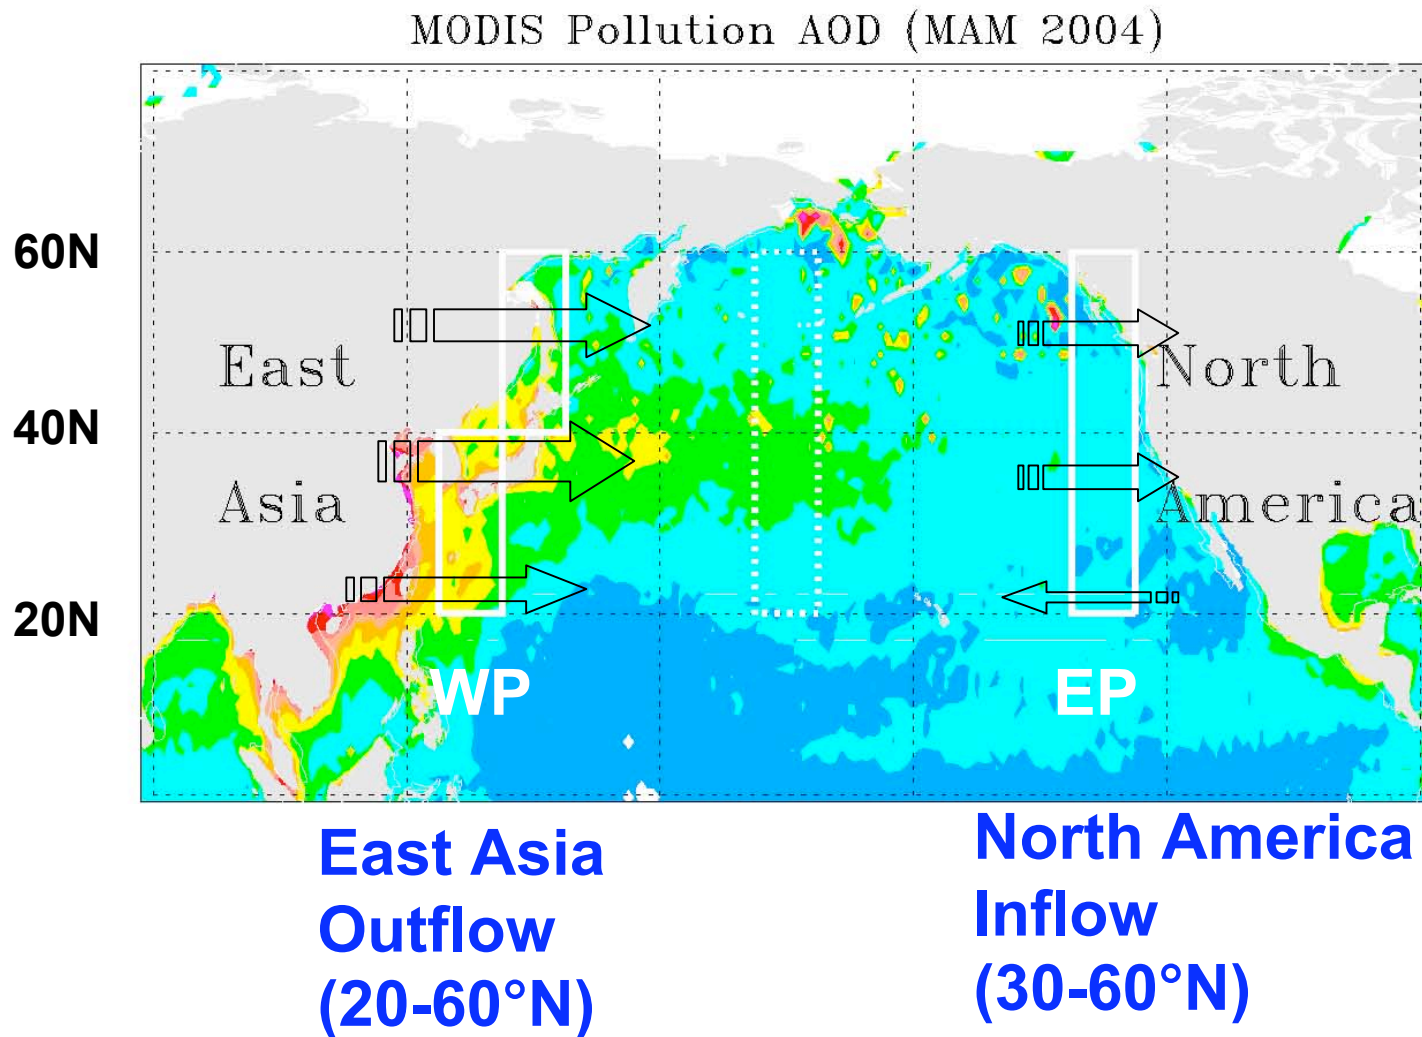 MODIS Pollution AOD (MAM 2004)
60N
East
North
40N
Asia
America
20N
WP
EP
East Asia
Outflow
(20-60°N)
North America
Inflow
(30-60°N)